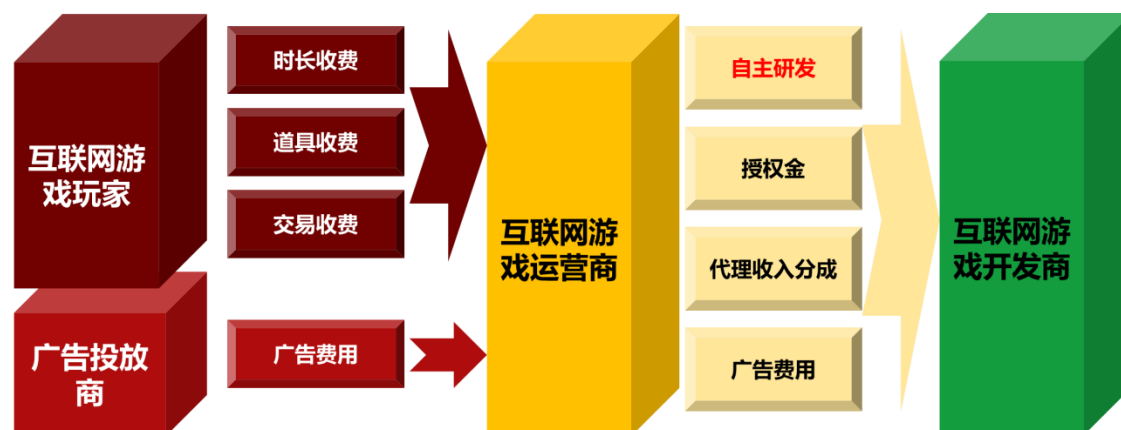 互联网游
戏玩家
广告投放
商
时长收费
道具收费
交易收费
广告费用
互联网游
戏运营商
自主研发
授权金
代理收入分成
广告费用
互联网游
戏开发商